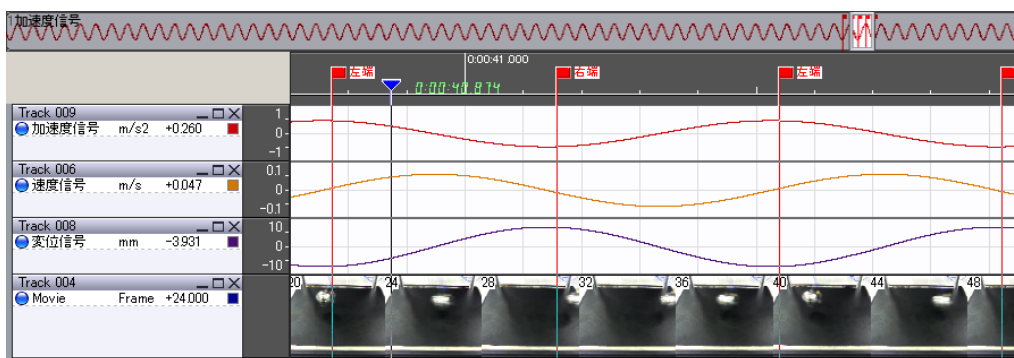 1加速度信号
0:00:41.000
左端 右端 左端
0:00:40.874
Track 009
加速度信号 m/s2 +0.260
1
0
-1
Track 006
速度信号 m/s +0.047
0.1
0
-0.1
Track 008
変位信号 mm -3.931
10
0
-10
Track 004
Movie Frame +24.000
20 24 28 32 36 40 44 48